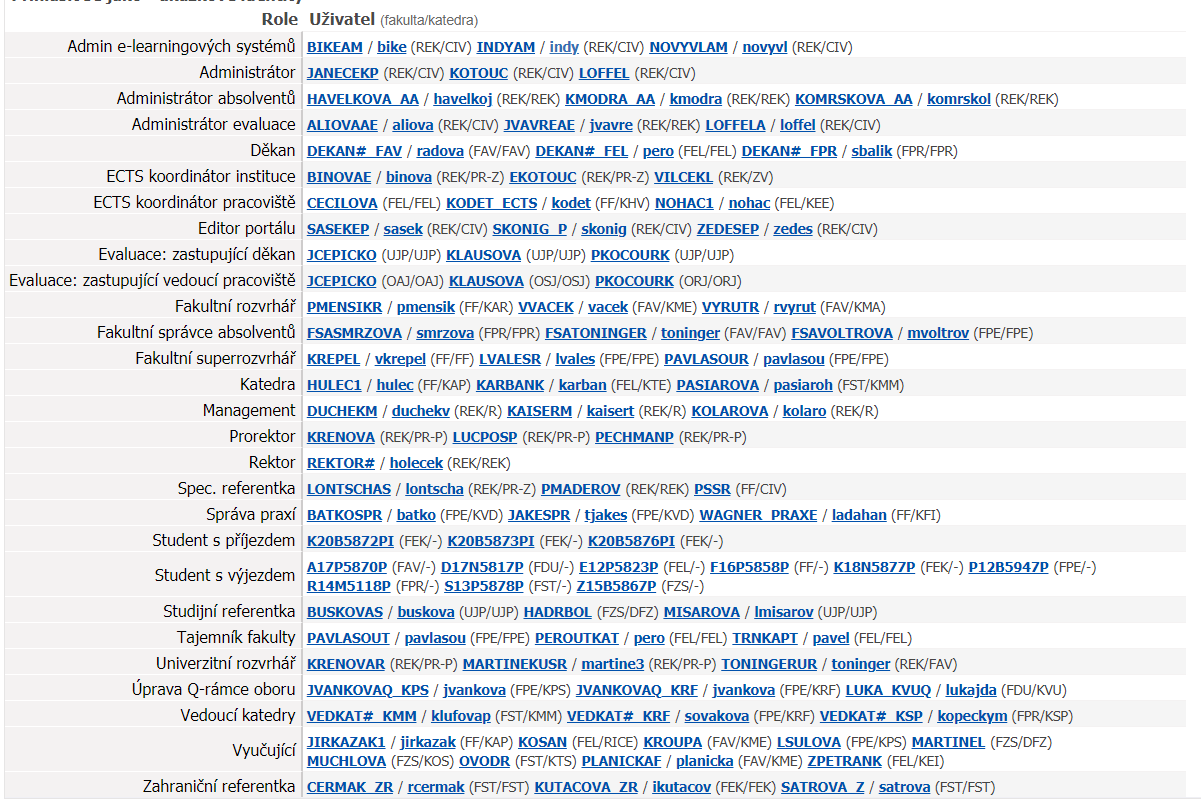 Role Uživatel (fakulta/katedra)
Admin e-learningových systémů BIKEAM / bike (REK/CIV) INDYAM / indy (REK/CIV) NOVYVLAM / novyvl (REK/CIV)
Administrátor JANECEKP (REK/CIV) KOTOUC (REK/CIV) LOFFEL (REK/CIV)
Administrátor absolventů HAVELKOVA_AA / havelkoj (REK/REK) KMODRA_AA / kmodra (REK/REK) KOMRSKOVA_AA / komrskol (REK/REK)
Administrátor evaluace ALIOVAAE / aliova (REK/CIV) JVAVREAE / jvavre (REK/REK) LOFFELA / loffel (REK/CIV)
Děkan DEKAN#_FAV / radova (FAV/FAV) DEKAN#_FEL / pero (FEL/FEL) DEKAN#_FPR / sbalik (FPR/FPR)
ECTS koordinátor instituce BINOVAE / binova (REK/PR-Z) EKOTOUC (REK/PR-Z) VILCEKL (REK/ZV)
ECTS koordinátor pracoviště CECILOVA (FEL/FEL) KODET_ECTS / kodet (FF/KHV) NOHAC1 / nohac (FEL/KEE)
Editor portálu SASEKEP / sasek (REK/CIV) SKONIG_P / skonig (REK/CIV) ZEDESEP / zedes (REK/CIV)
Evaluace: zastupující děkan JCEPICKO (UJP/UJP) KLAUSOVA (UJP/UJP) PKOCOURK (UJP/UJP)
Evaluace: zastupující vedoucí pracoviště JCEPICKO (OAJ/OAJ) KLAUSOVA (OSJ/OSJ) PKOCOURK (ORJ/ORJ)
Fakultní rozvrhář PMENSIKR / pmensik (FF/KAR) VVACEK / vacek (FAV/KME) VYRUTR / rvyrut (FAV/KMA)
Fakultní správce absolventů FSASMRZOVA / smrzova (FPR/FPR) FSATONINGER / toninger (FAV/FAV) FSAVOLTROVA / mvoltrov (FPE/FPE)
Fakultní superrozvrhář KREPEL / vkrepel (FF/FF) LVALESR / lvales (FPE/FPE) PAVLASOUR / pavlasou (FPE/FPE)
Katedra HULEC1 / hulec (FF/KAP) KARBANK / karban (FEL/KTE) PASIAROVA / pasiaroh (FST/KMM)
Management DUCHEKM / duchekv (REK/R) KAISERM / kaisert (REK/R) KOLAROVA / kolaro (REK/R)
Prorektor KRENOVA (REK/PR-P) LUCPOSP (REK/PR-P) PECHMANP (REK/PR-P)
Rektor REKTOR# / holecek (REK/REK)
Spec. referentka LONTSCHAS / lontscha (REK/PR-Z) PMADEROV (REK/REK) PSSR (FF/CIV)
Správa praxí BATKOSPR / batko (FPE/KVD) JAKESPR / tjakes (FPE/KVD) WAGNER_PRAXE / ladahan (FF/KFI)
Student s příjezdem K20B5872PI (FEK/-) K20B5873PI (FEK/-) K20B5876PI (FEK/-)
Student s výjezdem A17P5870P (FAV/-) D17N5817P (FDU/-) E12P5823P (FEL/-) F16P5858P (FF/-) K18N5877P (FEK/-) P12B5947P (FPE/-)
R14M5118P (FPR/-) S13P5878P (FST/-) Z15B5867P (FZS/-)
Studijní referentka BUSKOVAS / buskova (UJP/UJP) HADRBOL (FZS/DFZ) MISAROVA / lmisarov (UJP/UJP)
Tajemník fakulty PAVLASOUT / pavlasou (FPE/FPE) PEROUTKAT / pero (FEL/FEL) TRNKAPT / pavel (FEL/FEL)
Univerzitní rozvrhář KRENOVAR (REK/PR-P) MARTINEKUSR / martine3 (REK/PR-P) TONINGERUR / toninger (REK/FAV)
Úprava Q-rámce oboru JVANKOVAQ_KPS / jvankova (FPE/KPS) JVANKOVAQ_KRF / jvankova (FPE/KRF) LUKA_KVUQ / lukajda (FDU/KVU)
Vedoucí katedry VEDKAT#_KMM / klufovap (FST/KMM) VEDKAT#_KRF / sovakova (FPE/KRF) VEDKAT#_KSP / kopeckym (FPR/KSP)
Vyučující JIRKAZAK1 / jirkazak (FF/KAP) KOSAN (FEL/RICE) KROUPA (FAV/KME) LSULOVA (FPE/KPS) MARTINEL (FZS/DFZ)
MUCHLOVA (FZS/KOS) OVODR (FST/KTS) PLANICKAF / planicka (FAV/KME) ZPETRANK (FEL/KEI)
Zahraniční referentka CERMAK_ZR / rcermak (FST/FST) KUTACOVA_ZR / ikutacov (FEK/FEK) SATROVA_Z / satrova (FST/FST)